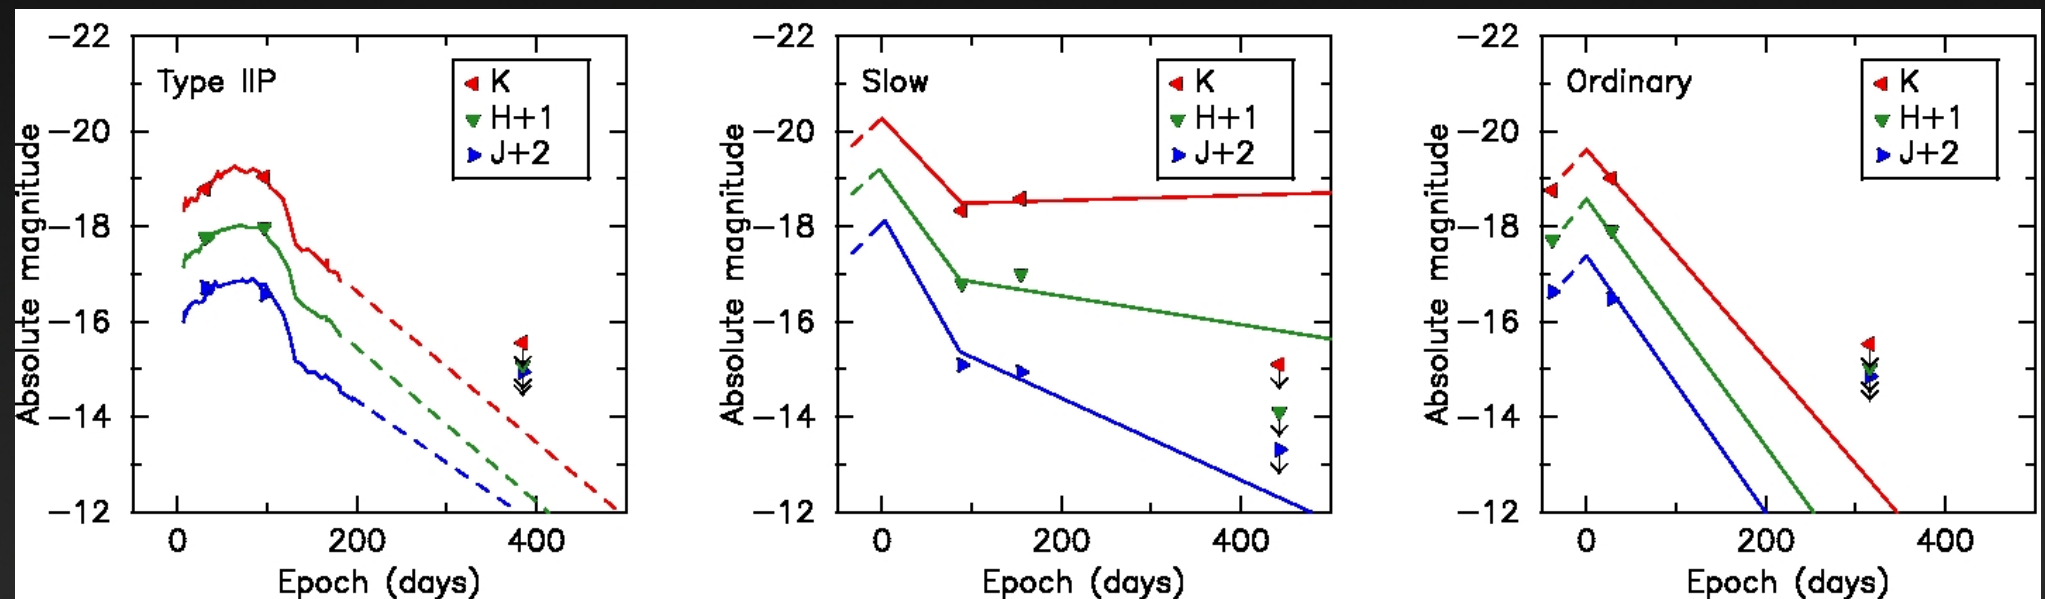 −22
−20
−18
−16
−14
−12
Absolute magnitude
Type IIP
K
H+1
J+2
0
200
400
Epoch (days)
−22
−20
−18
−16
−14
−12
Absolute magnitude
Slow
K
H+1
J+2
0
200
400
Epoch (days)
−22
−20
−18
−16
−14
−12
Absolute magnitude
Ordinary
K
H+1
J+2
0
200
400
Epoch (days)